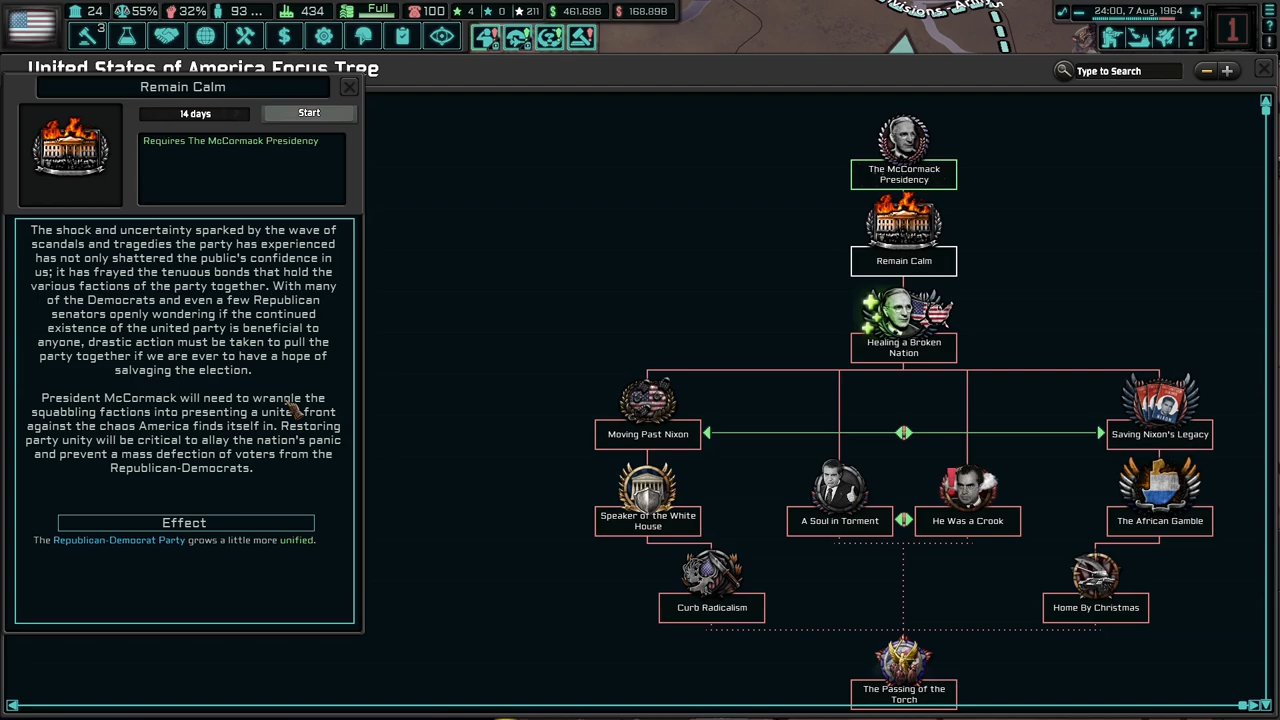 24
55%
32%
93 ...
434
Full
100
4
0
211
$ 461.68B
$ 168.89B
24:00, 7 Aug, 1964
3
1
?
United States of America Focus Tree
Type to Search
Remain Calm
14 days
Start
Requires The McCormack Presidency
The shock and uncertainty sparked by the wave of
scandals and tragedies the party has experienced
has not only shattered the public's confidence in
us; it has frayed the tenuous bonds that hold the
various factions of the party together. With many
of the Democrats and even a few Republican
senators openly wondering if the continued
existence of the united party is beneficial to
anyone, drastic action must be taken to pull the
party together if we are ever to have a hope of
salvaging the election.
President McCormack will need to wrangle the
squabbling factions into presenting a united front
against the chaos America finds itself in. Restoring
party unity will be critical to allay the nation's panic
and prevent a mass defection of voters from the
Republican-Democrats.
Effect
The Republican-Democrat Party grows a little more unified.
The McCormack
Presidency
Remain Calm
Healing a Broken
Nation
Moving Past Nixon
Saving Nixon's Legacy
Speaker of the White
House
A Soul in Torment
He Was a Crook
The African Gamble
Curb Radicalism
Home By Christmas
The Passing of the
Torch